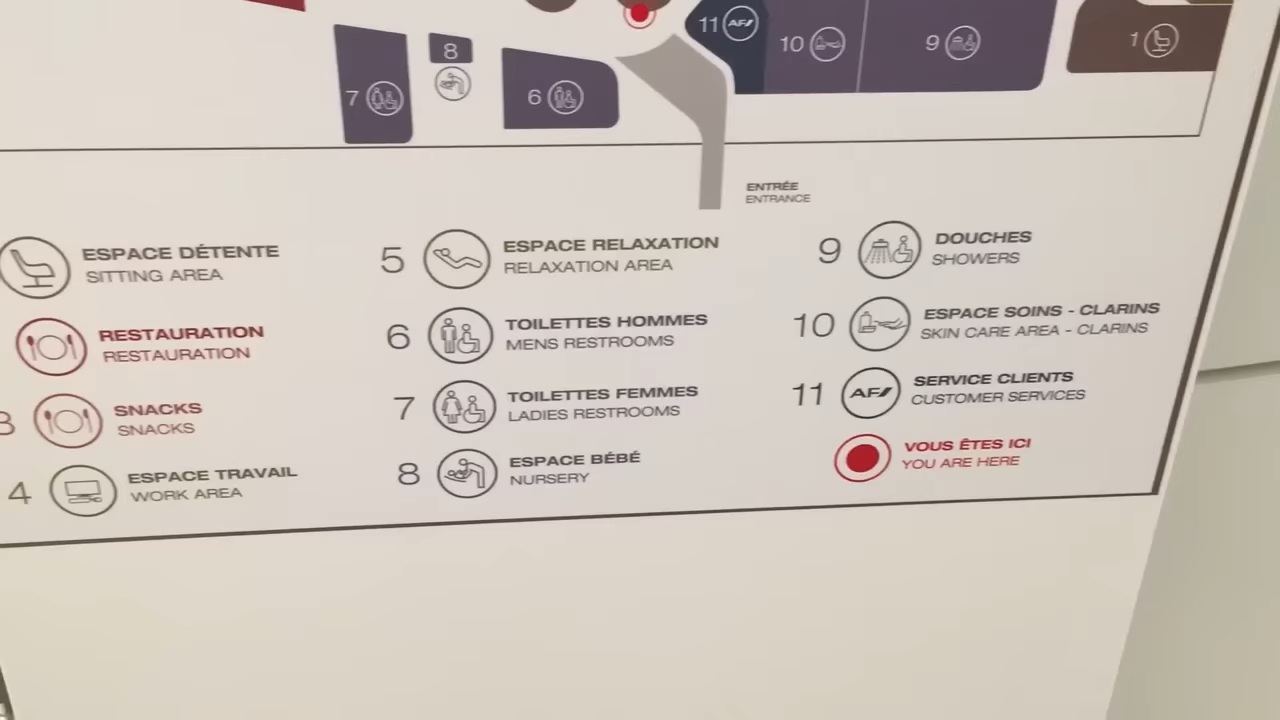 11 AF
10
9
1
8
7
6
ENTRÉE
ENTRANCE
ESPACE DÉTENTE
SITTING AREA
RESTAURATION
RESTAURATION
3 SNACKS
SNACKS
4 ESPACE TRAVAIL
WORK AREA
5 ESPACE RELAXATION
RELAXATION AREA
6 TOILETTES HOMMES
MENS RESTROOMS
7 TOILETTES FEMMES
LADIES RESTROOMS
8 ESPACE BÉBÉ
NURSERY
9 DOUCHES
SHOWERS
10 ESPACE SOINS - CLARINS
SKIN CARE AREA - CLARINS
11 AF SERVICE CLIENTS
CUSTOMER SERVICES
VOUS ÊTES ICI
YOU ARE HERE